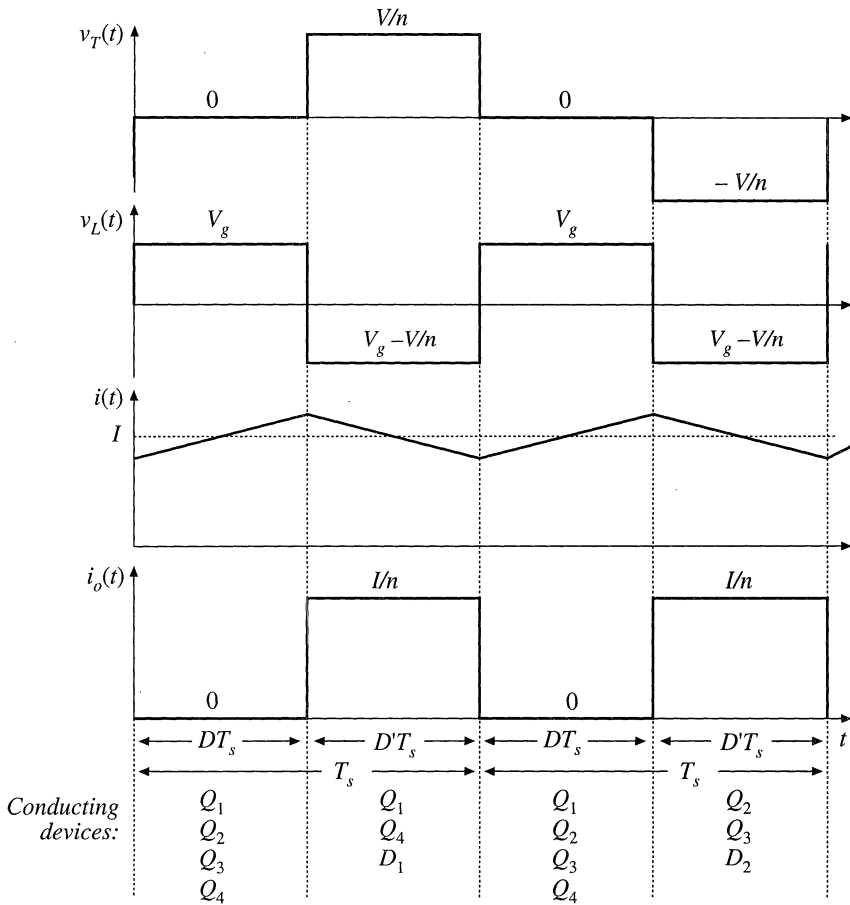 V/n
v_T(t)
0
0
– V/n
v_L(t)
V_g
V_g
V_g –V/n
V_g –V/n
i(t)
I
i_o(t)
I/n
I/n
0
0
DT_s
D'T_s
DT_s
D'T_s
t
T_s
T_s
Conducting devices:
Q_1
Q_1
Q_1
Q_2
Q_2
Q_4
Q_2
Q_3
Q_3
D_1
Q_3
D_2
Q_4
Q_4